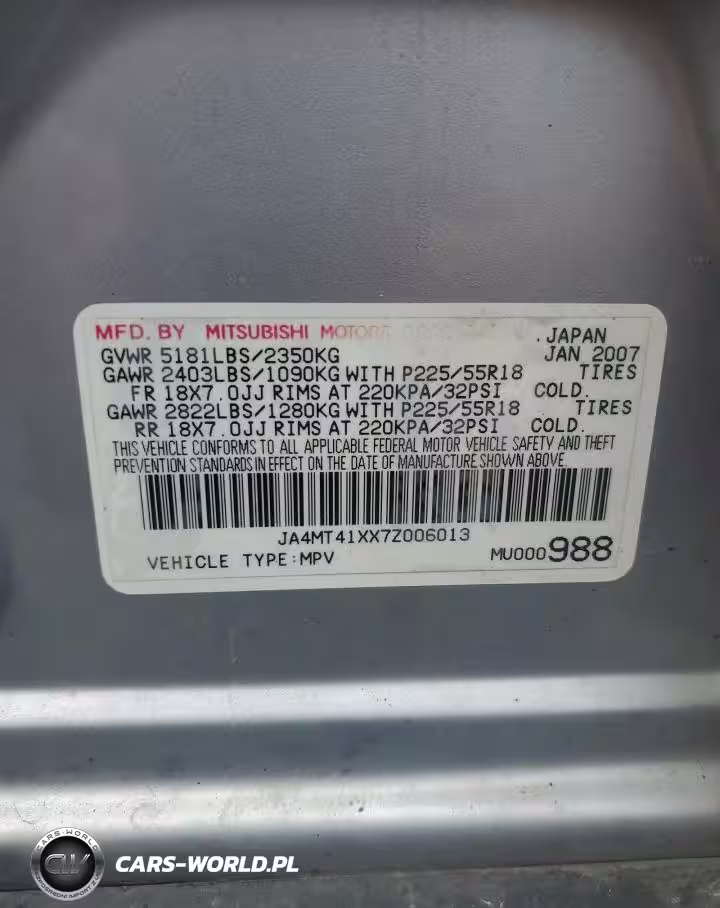 MFD. BY MITSUBISHI MOTORS JAPAN
GVWR 5181LBS/2350KG JAN 2007
GAWR 2403LBS/1090KG WITH P225/55R18 TIRES
FR 18X7.0JJ RIMS AT 220KPA/32PSI COLD.
GAWR 2822LBS/1280KG WITH P225/55R18 TIRES
RR 18X7.0JJ RIMS AT 220KPA/32PSI COLD.
THIS VEHICLE CONFORMS TO ALL APPLICABLE FEDERAL MOTOR VEHICLE SAFETY AND THEFT
PREVENTION STANDARDS IN EFFECT ON THE DATE OF MANUFACTURE SHOWN ABOVE.
JA4MT41XX7Z006013
VEHICLE TYPE:MPV MU000988
CARS-WORLD
CW
CARS-WORLD.PL